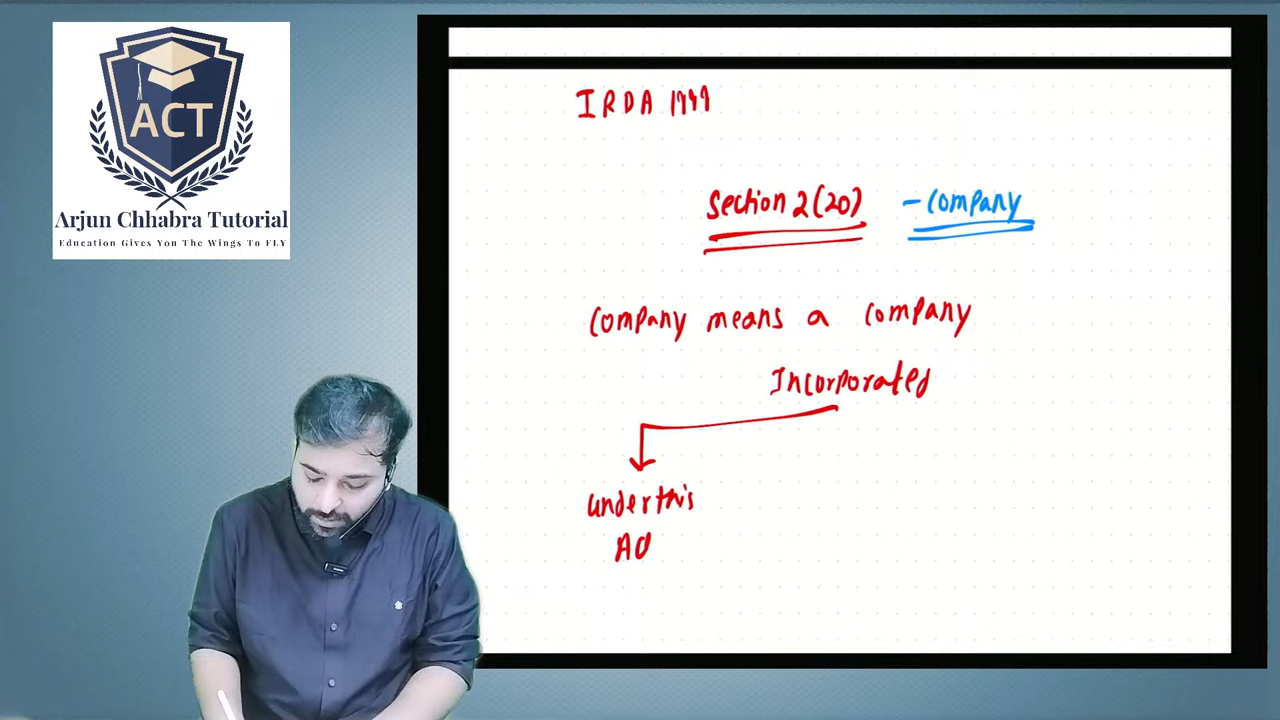 ACT
Arjun Chhabra Tutorial
Education Gives You The Wings To FLY
IRDA 1999
Section 2(20) - Company
Company means a company
Incorporated
under this
AC